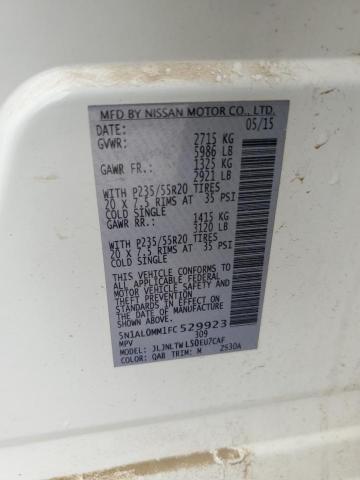 MFD BY NISSAN MOTOR CO., LTD.
DATE: 05/15
GVWR: 2715 KG
5986 LB
GAWR FR.: 1325 KG
2921 LB
WITH P235/55R20 TIRES
20 x 7.5 RIMS AT 35 PSI
COLD SINGLE
GAWR RR.: 1415 KG
3120 LB
WITH P235/55R20 TIRES
20 x 7.5 RIMS AT 35 PSI
COLD SINGLE
THIS VEHICLE CONFORMS TO
ALL APPLICABLE FEDERAL
MOTOR VEHICLE SAFETY AND
THEFT PREVENTION
STANDARDS IN EFFECT ON
THE DATE OF MANUFACTURE
SHOWN ABOVE.
5N1AL0MM1FC529923
MPV 309
MODEL: JLJNLTWLS0EU7CAF
COLOR: QAB TRIM: M ZS30A